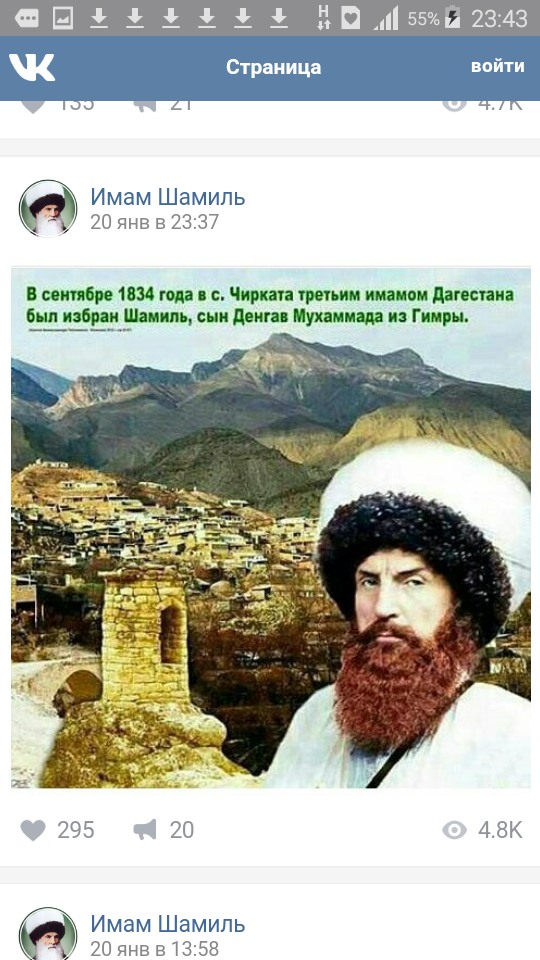 H
55%
23:43
Страница
войти
135
21
4.7K
Имам Шамиль
20 янв в 23:37
В сентябре 1834 года в с. Чирката третьим имамом Дагестана
был избран Шамиль, сын Денгав Мухаммада из Гимры.
295
20
4.8K
Имам Шамиль
20 янв в 13:58